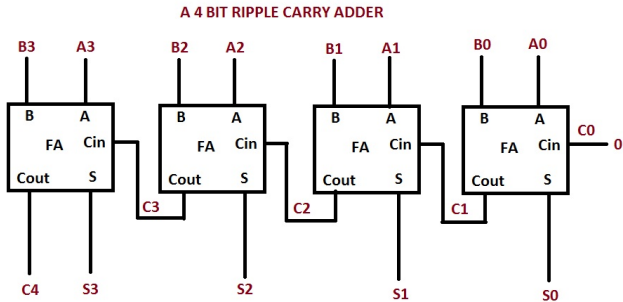 A 4 BIT RIPPLE CARRY ADDER
B3 A3 B2 A2 B1 A1 B0 A0
B A B A B A B A C0
FA Cin FA Cin FA Cin FA Cin 0
Cout S Cout S Cout S Cout S
C3 C2 C1
C4 S3 S2 S1 S0